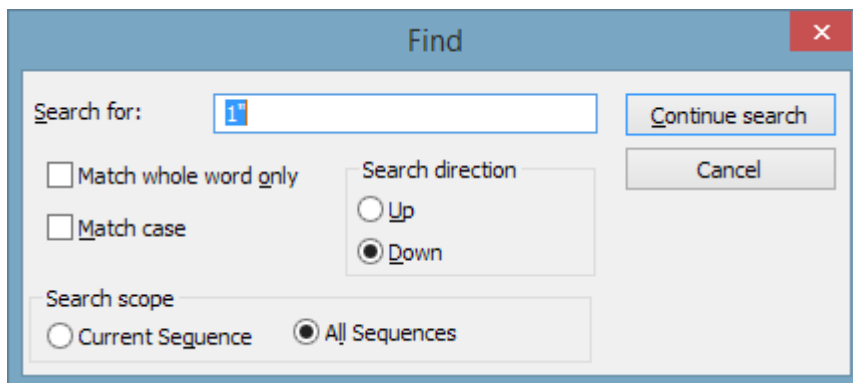 Find
Search for: 1" Continue search
Match whole word only Search direction Cancel
Up
Match case
Down
Search scope
Current Sequence All Sequences